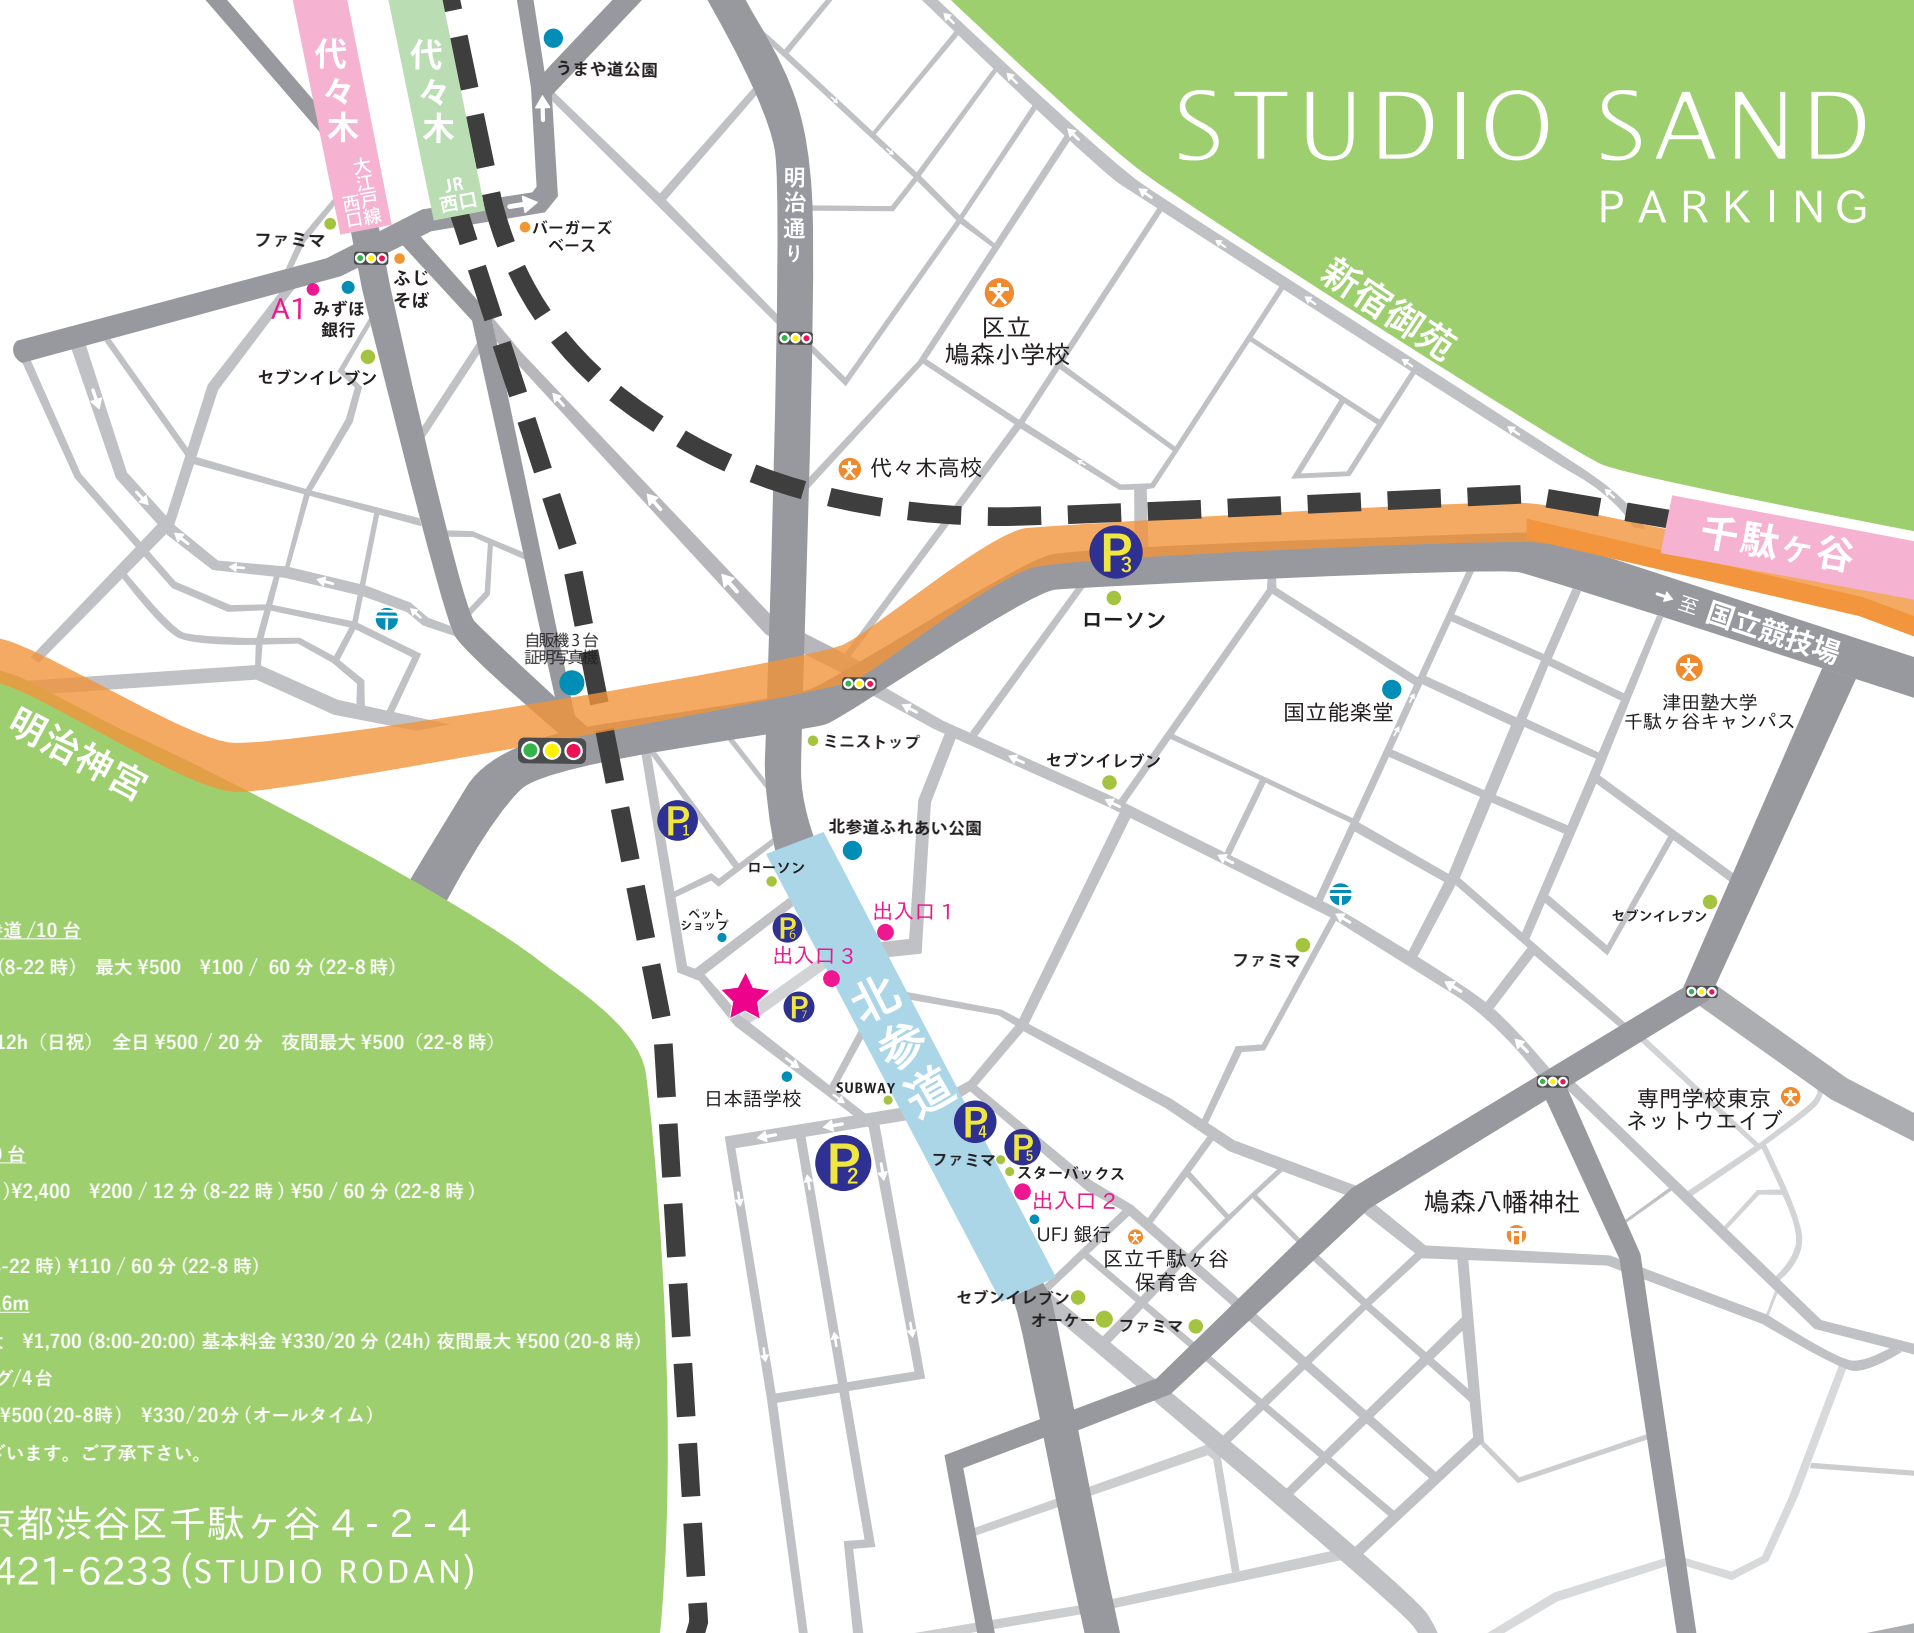 STUDIO SAND
PARKING
代々木
大江戸線
西口
代々木
JR
西口
うまや道公園
明治通り
バーガーズ
ベース
ファミマ
ふじ
そば
A1
みずほ
銀行
セブンイレブン
新宿御苑
区立
鳩森小学校
代々木高校
千駄ヶ谷
至 国立競技場
P3
ローソン
自販機3台
証明写真機
津田塾大学
千駄ヶ谷キャンパス
国立能楽堂
明治神宮
ミニストップ
セブンイレブン
P1
北参道ふれあい公園
ローソン
ペット
ショップ
P6
出入口 1
出入口 3
P7
北参道
セブンイレブン
ファミマ
日本語学校
SUBWAY
P4
P5
P2
ファミマ
スターバックス
出入口 2
UFJ 銀行
区立千駄ヶ谷
保育舎
セブンイレブン
オーケー
ファミマ
専門学校東京
ネットウエイブ
鳩森八幡神社
参道 /10 台
(8-22 時)　最大 ¥500　¥100 / 60 分 (22-8 時)
12h（日祝）　全日 ¥500 / 20 分　夜間最大 ¥500（22-8 時）
台
)¥2,400　¥200 / 12 分 (8-22 時 ) ¥50 / 60 分 (22-8 時 )
-22 時) ¥110 / 60 分 (22-8 時)
6m
¥1,700 (8:00-20:00) 基本料金 ¥330/20 分 (24h) 夜間最大 ¥500 (20-8 時)
グ/4台
¥500(20-8時)　¥330/20分 (オールタイム)
ざいます。ご了承下さい。
京都渋谷区千駄ヶ谷 4 - 2 - 4
421-6233 (STUDIO RODAN)